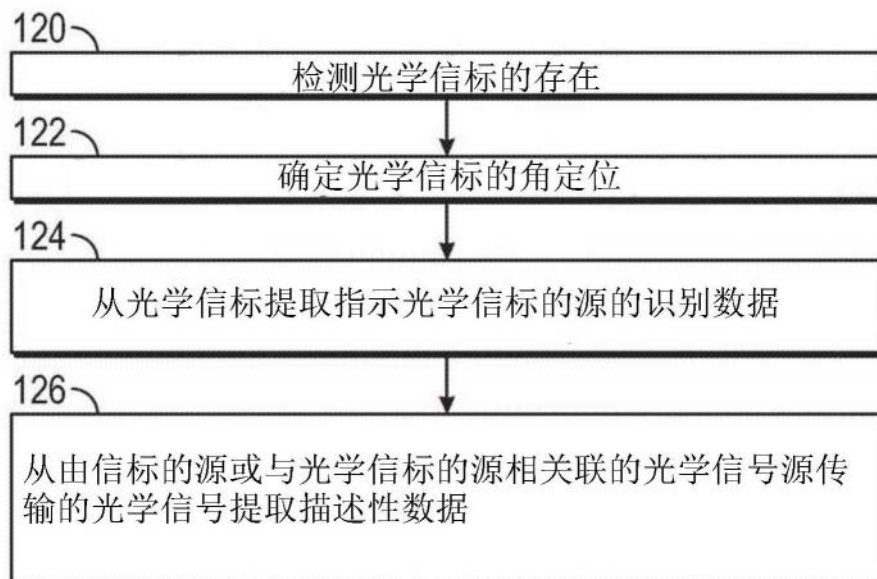 120
检测光学信标的存在
122
确定光学信标的角定位
124
从光学信标提取指示光学信标的源的识别数据
126
从由信标的源或与光学信标的源相关联的光学信号源传
输的光学信号提取描述性数据